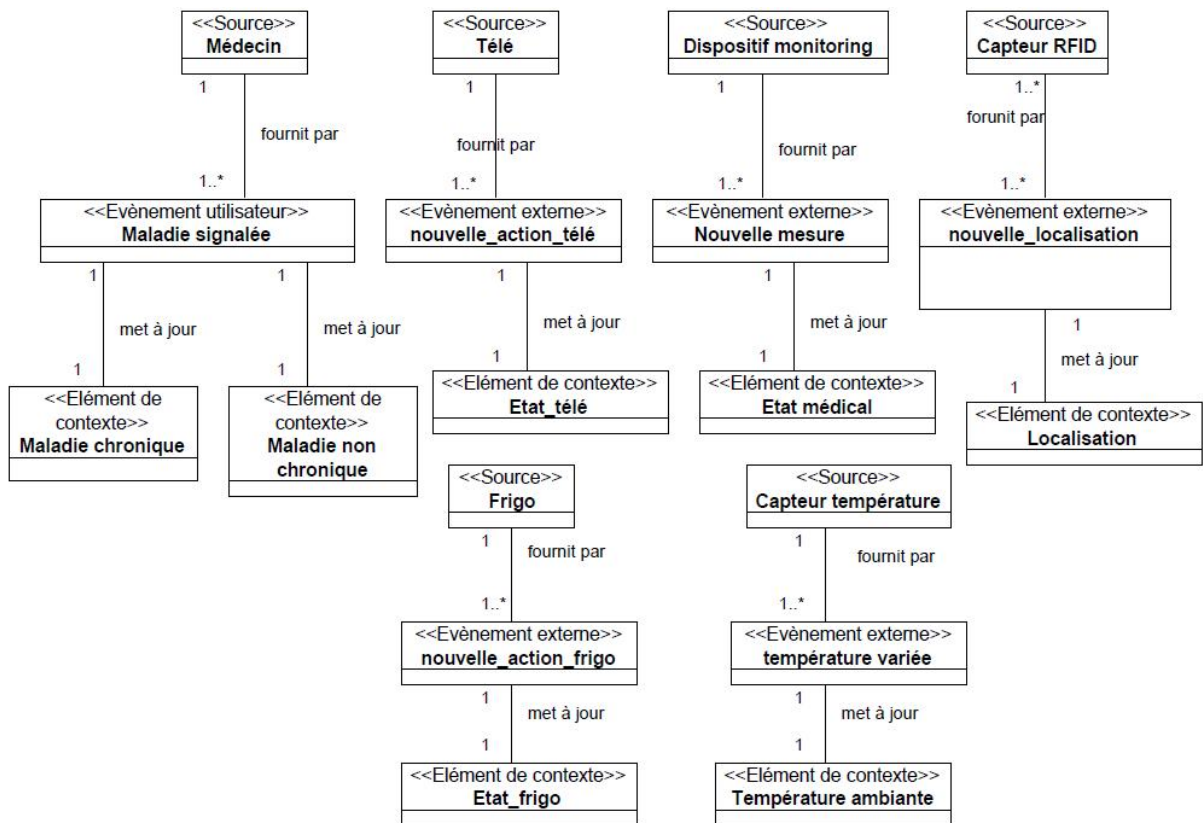 <<Source>>
Médecin
<<Source>>
Télé
<<Source>>
Dispositif monitoring
<<Source>>
Capteur RFID
1
1
1
1..*
fournit par
fournit par
fournit par
forunit par
1..*
1..*
1..*
1..*
<<Evènement utilisateur>>
Maladie signalée
<<Evènement externe>>
nouvelle_action_télé
<<Evènement externe>>
Nouvelle mesure
<<Evènement externe>>
nouvelle_localisation
1
1
1
1
1
met à jour
met à jour
met à jour
met à jour
met à jour
1
1
1
1
1
<<Elément de
contexte>>
Maladie chronique
<<Elément de
contexte>>
Maladie non
chronique
<<Elément de contexte>>
Etat_télé
<<Elément de contexte>>
Etat médical
<<Elément de contexte>>
Localisation
<<Source>>
Frigo
<<Source>>
Capteur température
1
1
fournit par
fournit par
1..*
1..*
<<Evènement externe>>
nouvelle_action_frigo
<<Evènement externe>>
température variée
1
1
met à jour
met à jour
1
1
<<Elément de contexte>>
Etat_frigo
<<Elément de contexte>>
Température ambiante